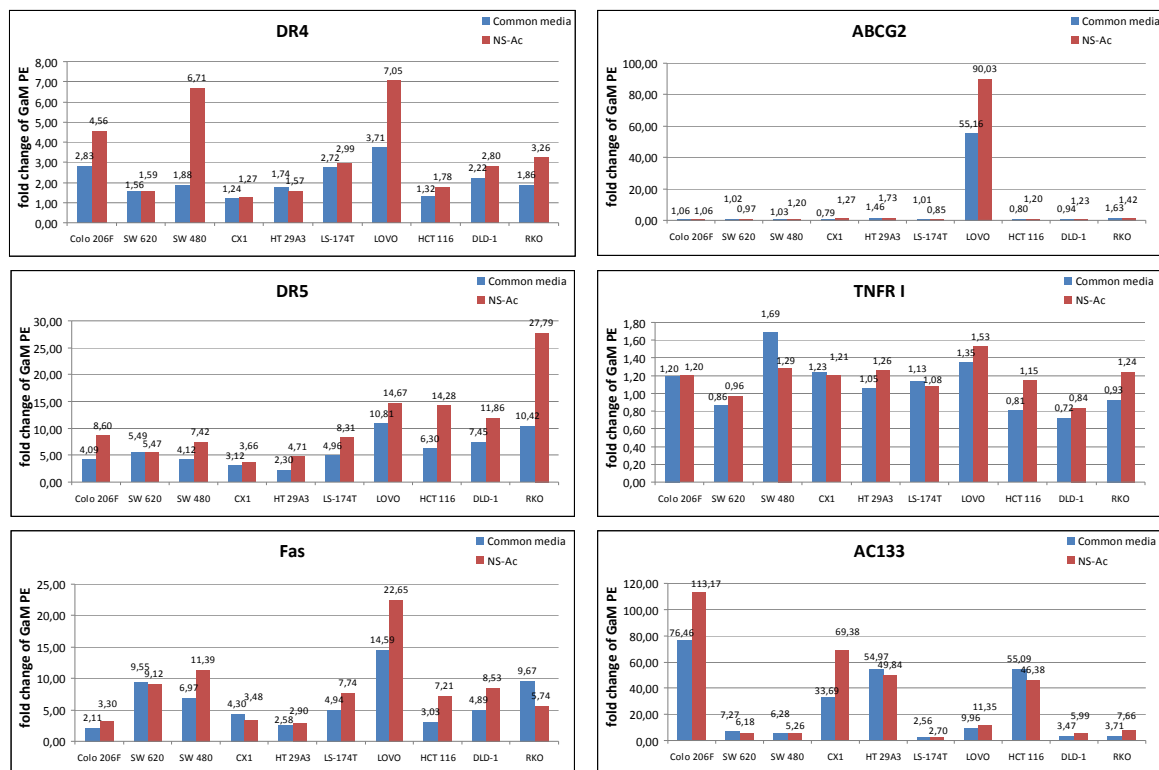 DR4
Common media
NS-Ac
fold change of GaM PE
8,00
7,00
6,00
5,00
4,00
3,00
2,00
1,00
0,00
2,83 4,56 1,56 1,59 1,88 6,71 1,24 1,27 1,74 1,57 2,72 2,99 3,71 7,05 1,32 1,78 2,22 2,80 1,86 3,26
Colo 206F SW 620 SW 480 CX1 HT 29A3 LS-174T LOVO HCT 116 DLD-1 RKO
ABCG2
Common media
NS-Ac
fold change of GaM PE
100,00
80,00
60,00
40,00
20,00
0,00
1,06 1,06 1,02 0,97 1,03 1,20 0,79 1,27 1,46 1,73 1,01 0,85 55,16 90,03 0,80 1,20 0,94 1,23 1,63 1,42
Colo 206F SW 620 SW 480 CX1 HT 29A3 LS-174T LOVO HCT 116 DLD-1 RKO
DR5
Common media
NS-Ac
fold change of GaM PE
30,00
25,00
20,00
15,00
10,00
5,00
0,00
4,09 8,60 5,49 5,47 4,12 7,42 3,12 3,66 2,30 4,71 4,96 8,31 10,81 14,67 6,30 14,28 7,45 11,86 10,42 27,79
Colo 206F SW 620 SW 480 CX1 HT 29A3 LS-174T LOVO HCT 116 DLD-1 RKO
TNFR I
Common media
NS-Ac
fold change of GaM PE
1,80
1,60
1,40
1,20
1,00
0,80
0,60
0,40
0,20
0,00
1,20 1,20 0,86 0,96 1,69 1,29 1,23 1,21 1,05 1,26 1,13 1,08 1,35 1,53 0,81 1,15 0,72 0,84 0,93 1,24
Colo 206F SW 620 SW 480 CX1 HT 29A3 LS-174T LOVO HCT 116 DLD-1 RKO
Fas
Common media
NS-Ac
fold change of GaM PE
25,00
20,00
15,00
10,00
5,00
0,00
2,11 3,30 9,55 9,12 6,97 11,39 4,30 3,48 2,58 2,90 4,94 7,74 14,59 22,65 3,03 7,21 4,89 8,53 9,67 5,74
Colo 206F SW 620 SW 480 CX1 HT 29A3 LS-174T LOVO HCT 116 DLD-1 RKO
AC133
Common media
NS-Ac
fold change of GaM PE
120,00
100,00
80,00
60,00
40,00
20,00
0,00
76,46 113,17 7,27 6,18 6,28 5,26 33,69 69,38 54,97 49,84 2,56 2,70 9,96 11,35 55,09 46,38 3,47 5,99 3,71 7,66
Colo 206F SW 620 SW 480 CX1 HT 29A3 LS-174T LOVO HCT 116 DLD-1 RKO